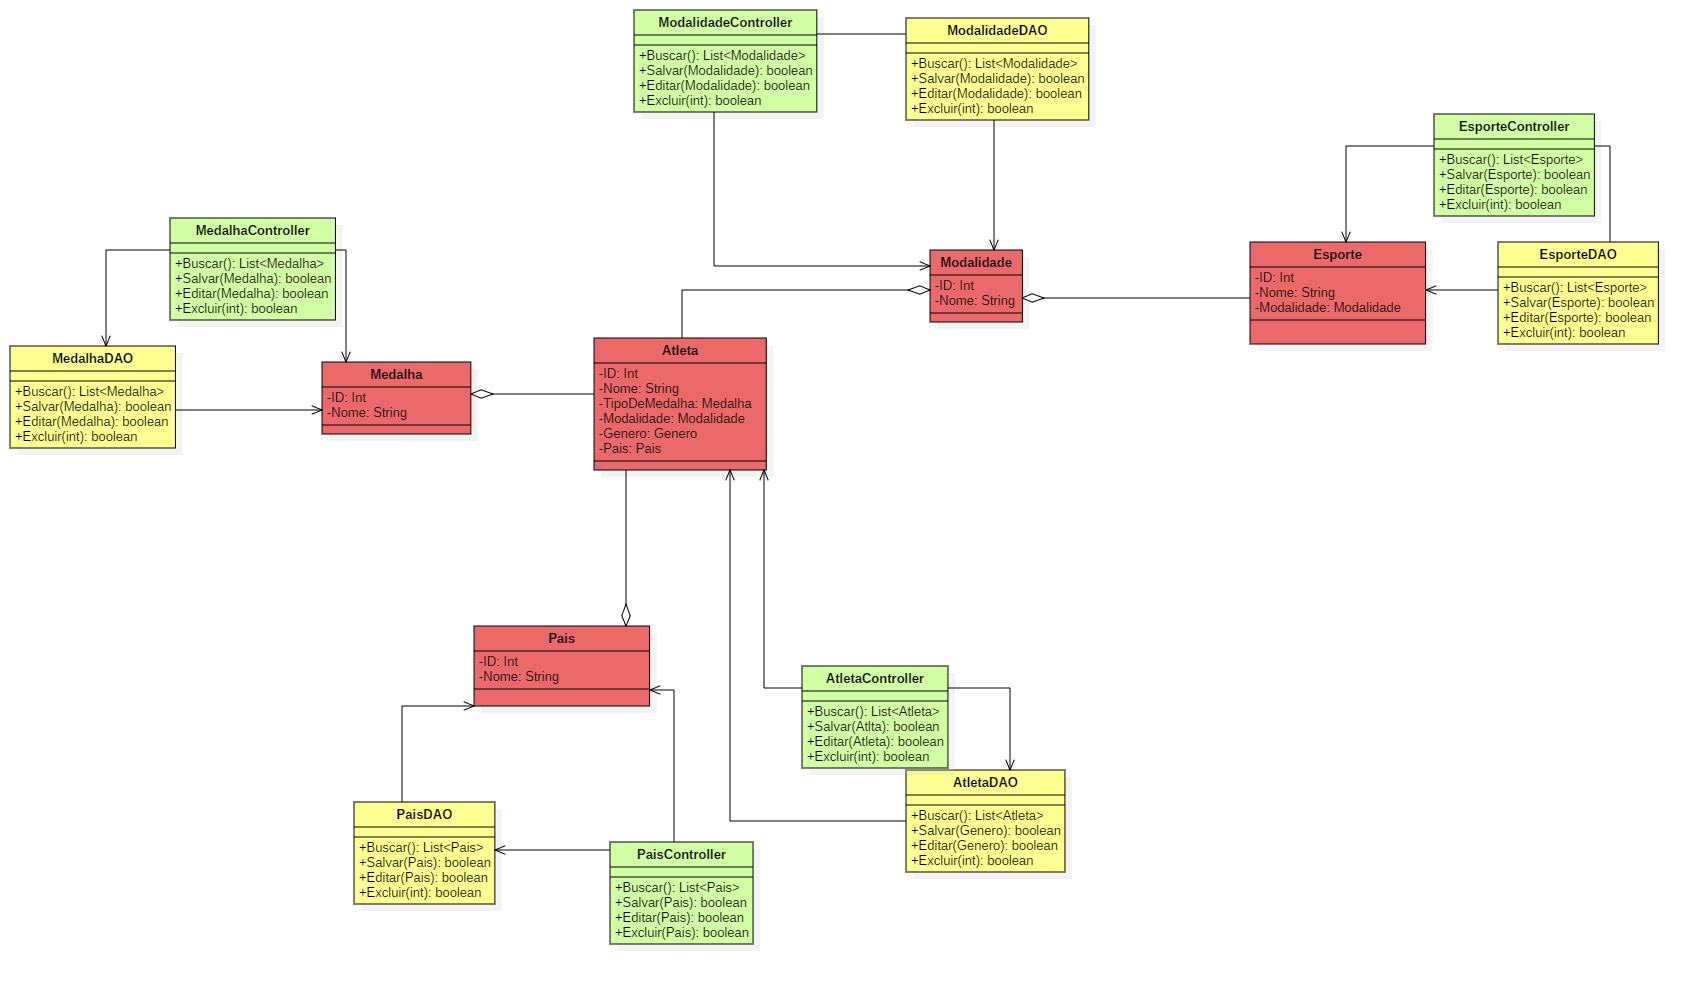 ModalidadeController
+Buscar(): List<Modalidade>
+Salvar(Modalidade): boolean
+Editar(Modalidade): boolean
+Excluir(int): boolean
ModalidadeDAO
+Buscar(): List<Modalidade>
+Salvar(Modalidade): boolean
+Editar(Modalidade): boolean
+Excluir(int): boolean
EsporteController
+Buscar(): List<Esporte>
+Salvar(Esporte): boolean
+Editar(Esporte): boolean
+Excluir(int): boolean
MedalhaController
+Buscar(): List<Medalha>
+Salvar(Medalha): boolean
+Editar(Medalha): boolean
+Excluir(int): boolean
Modalidade
-ID: Int
-Nome: String
Esporte
-ID: Int
-Nome: String
-Modalidade: Modalidade
EsporteDAO
+Buscar(): List<Esporte>
+Salvar(Esporte): boolean
+Editar(Esporte): boolean
+Excluir(int): boolean
MedalhaDAO
+Buscar(): List<Medalha>
+Salvar(Medalha): boolean
+Editar(Medalha): boolean
+Excluir(int): boolean
Medalha
-ID: Int
-Nome: String
Atleta
-ID: Int
-Nome: String
-TipoDeMedalha: Medalha
-Modalidade: Modalidade
-Genero: Genero
-Pais: Pais
Pais
-ID: Int
-Nome: String
AtletaController
+Buscar(): List<Atleta>
+Salvar(Atlta): boolean
+Editar(Atleta): boolean
+Excluir(int): boolean
AtletaDAO
+Buscar(): List<Atleta>
+Salvar(Genero): boolean
+Editar(Genero): boolean
+Excluir(int): boolean
PaisDAO
+Buscar(): List<Pais>
+Salvar(Pais): boolean
+Editar(Pais): boolean
+Excluir(int): boolean
PaisController
+Buscar(): List<Pais>
+Salvar(Pais): boolean
+Editar(Pais): boolean
+Excluir(Pais): boolean